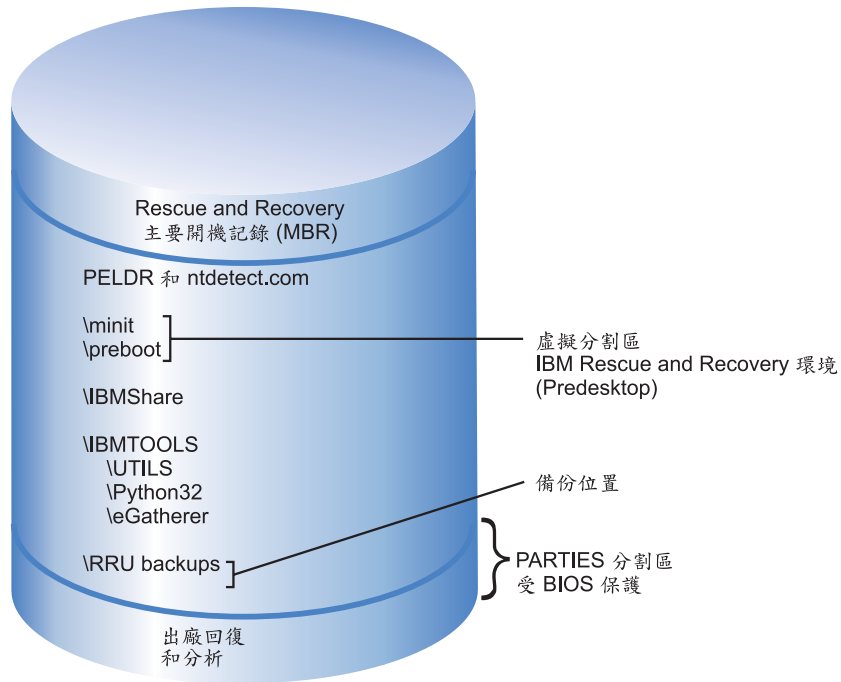 Rescue and Recovery
主要開機記錄 (MBR)
PELDR 和 ntdetect.com
\minit
\preboot
虛擬分割區
IBM Rescue and Recovery 環境
(Predesktop)
\IBMShare
\IBMTOOLS
\UTILS
\Python32
\eGatherer
備份位置
\RRU backups
PARTIES 分割區
受 BIOS 保護
出廠回復
和分析